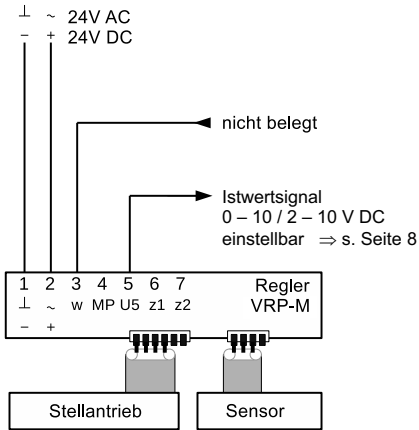 ⊥ ~ 24V AC
– + 24V DC
nicht belegt
Istwertsignal
0 – 10 / 2 – 10 V DC
einstellbar ⇒ s. Seite 8
1 2 3 4 5 6 7 Regler
⊥ ~ w MP U5 z1 z2 VRP-M
– +
Stellantrieb Sensor